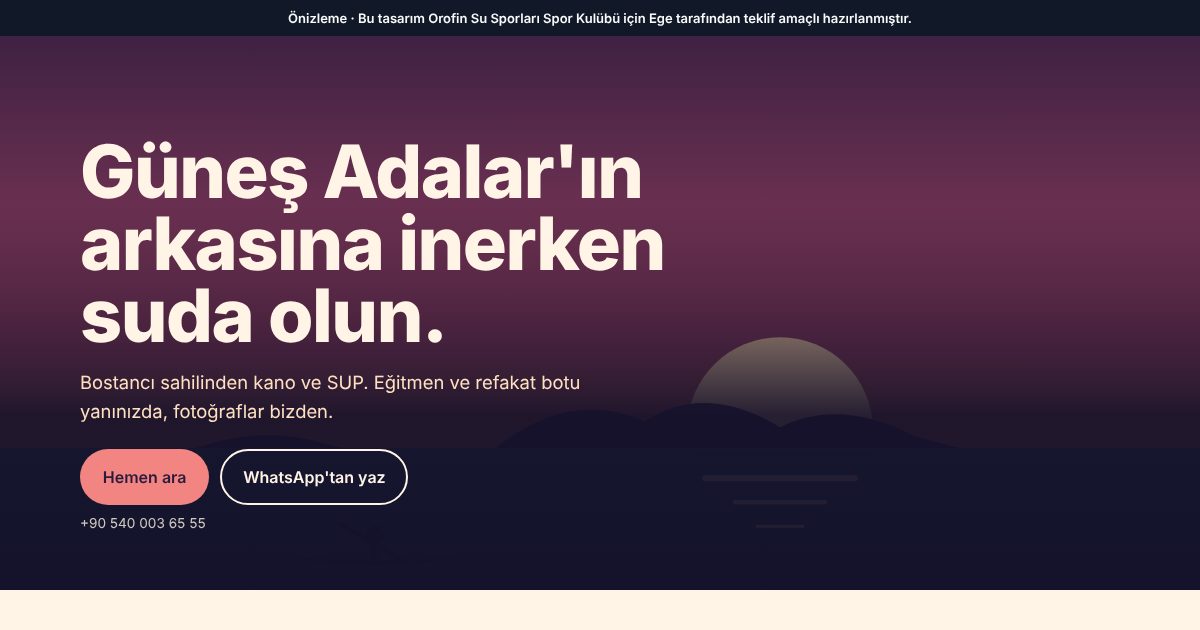 Önizleme · Bu tasarım Orofin Su Sporları Spor Kulübü için Ege tarafından teklif amaçlı hazırlanmıştır.
Güneş Adalar'ın
arkasına inerken
suda olun.
Bostancı sahilinden kano ve SUP. Eğitmen ve refakat botu
yanınızda, fotoğraflar bizden.
Hemen ara
WhatsApp'tan yaz
+90 540 003 65 55